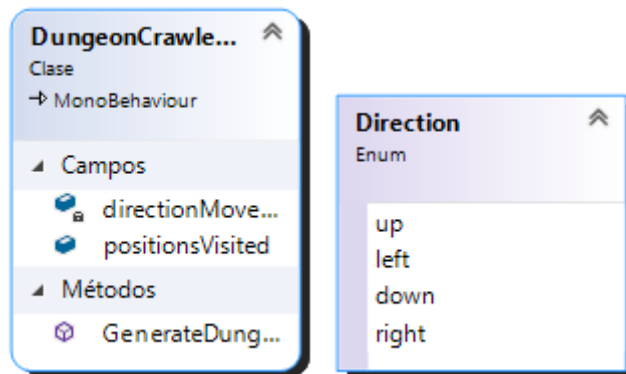 DungeonCrawle...
Clase
MonoBehaviour
Campos
directionMove...
positionsVisited
Métodos
GenerateDung...
Direction
Enum
up
left
down
right